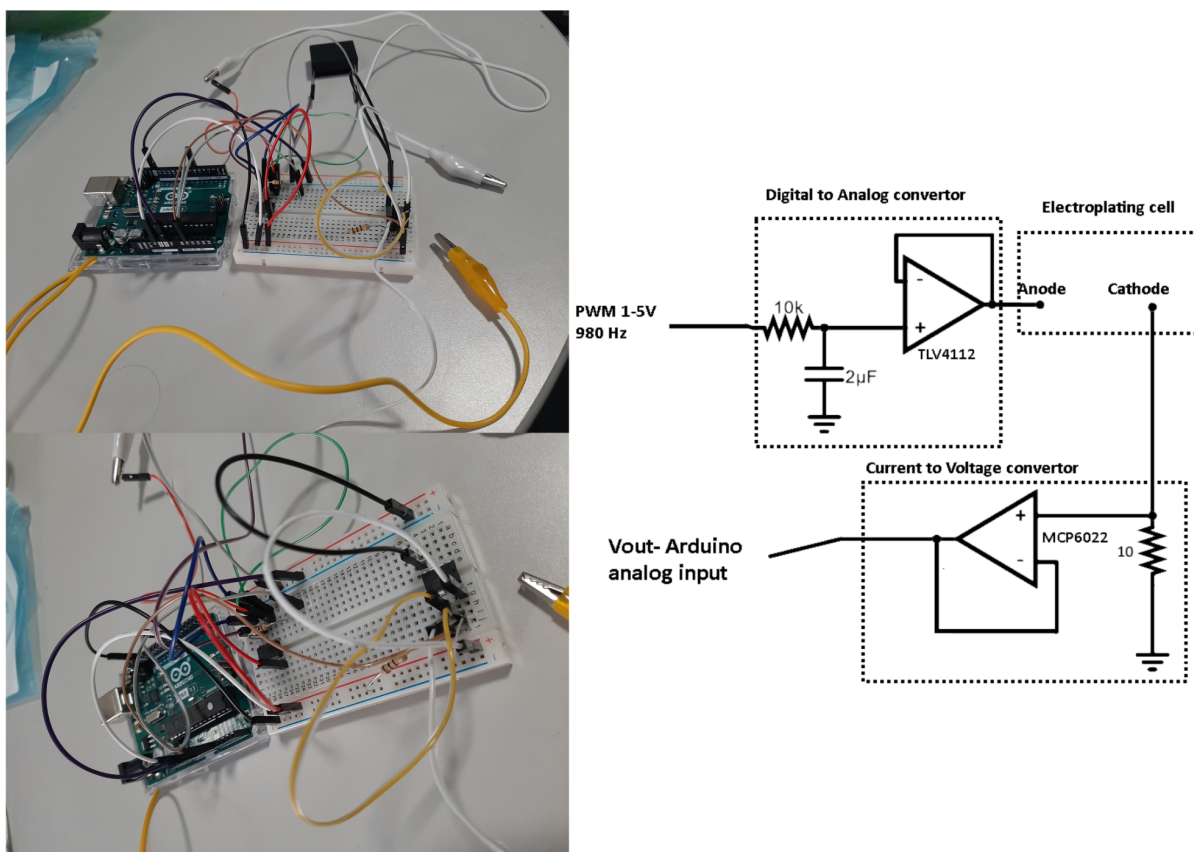 Digital to Analog convertor
Electroplating cell
PWM 1-5V
980 Hz
10k
-
+
TLV4112
2µF
Anode
Cathode
Current to Voltage convertor
Vout- Arduino
analog input
+
-
MCP6022
10